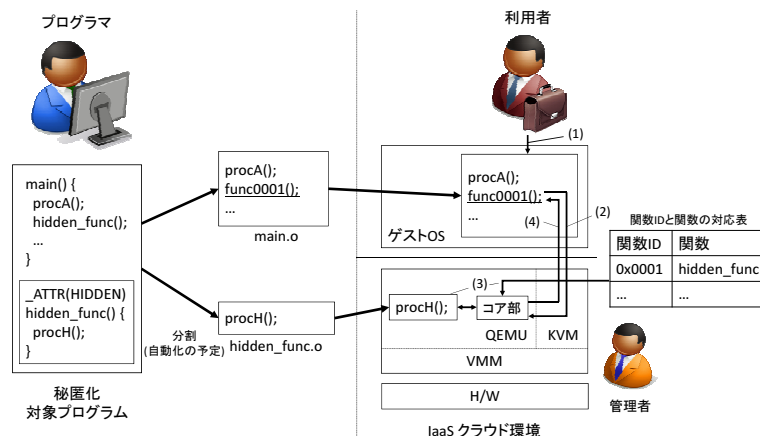 プログラマ
main() {
procA();
hidden_func();
…
}
_ATTR(HIDDEN)
hidden_func() {
procH();
}
秘匿化
対象プログラム
procA();
func0001();
…
main.o
procH();
hidden_func.o
分割
(自動化の予定)
利用者
(1)
procA();
func0001();
…
ゲストOS
(4)
(2)
procH();
(3)
コア部
QEMU
KVM
VMM
H/W
IaaS クラウド環境
関数IDと関数の対応表
関数ID 関数
0x0001 hidden_func
… …
管理者